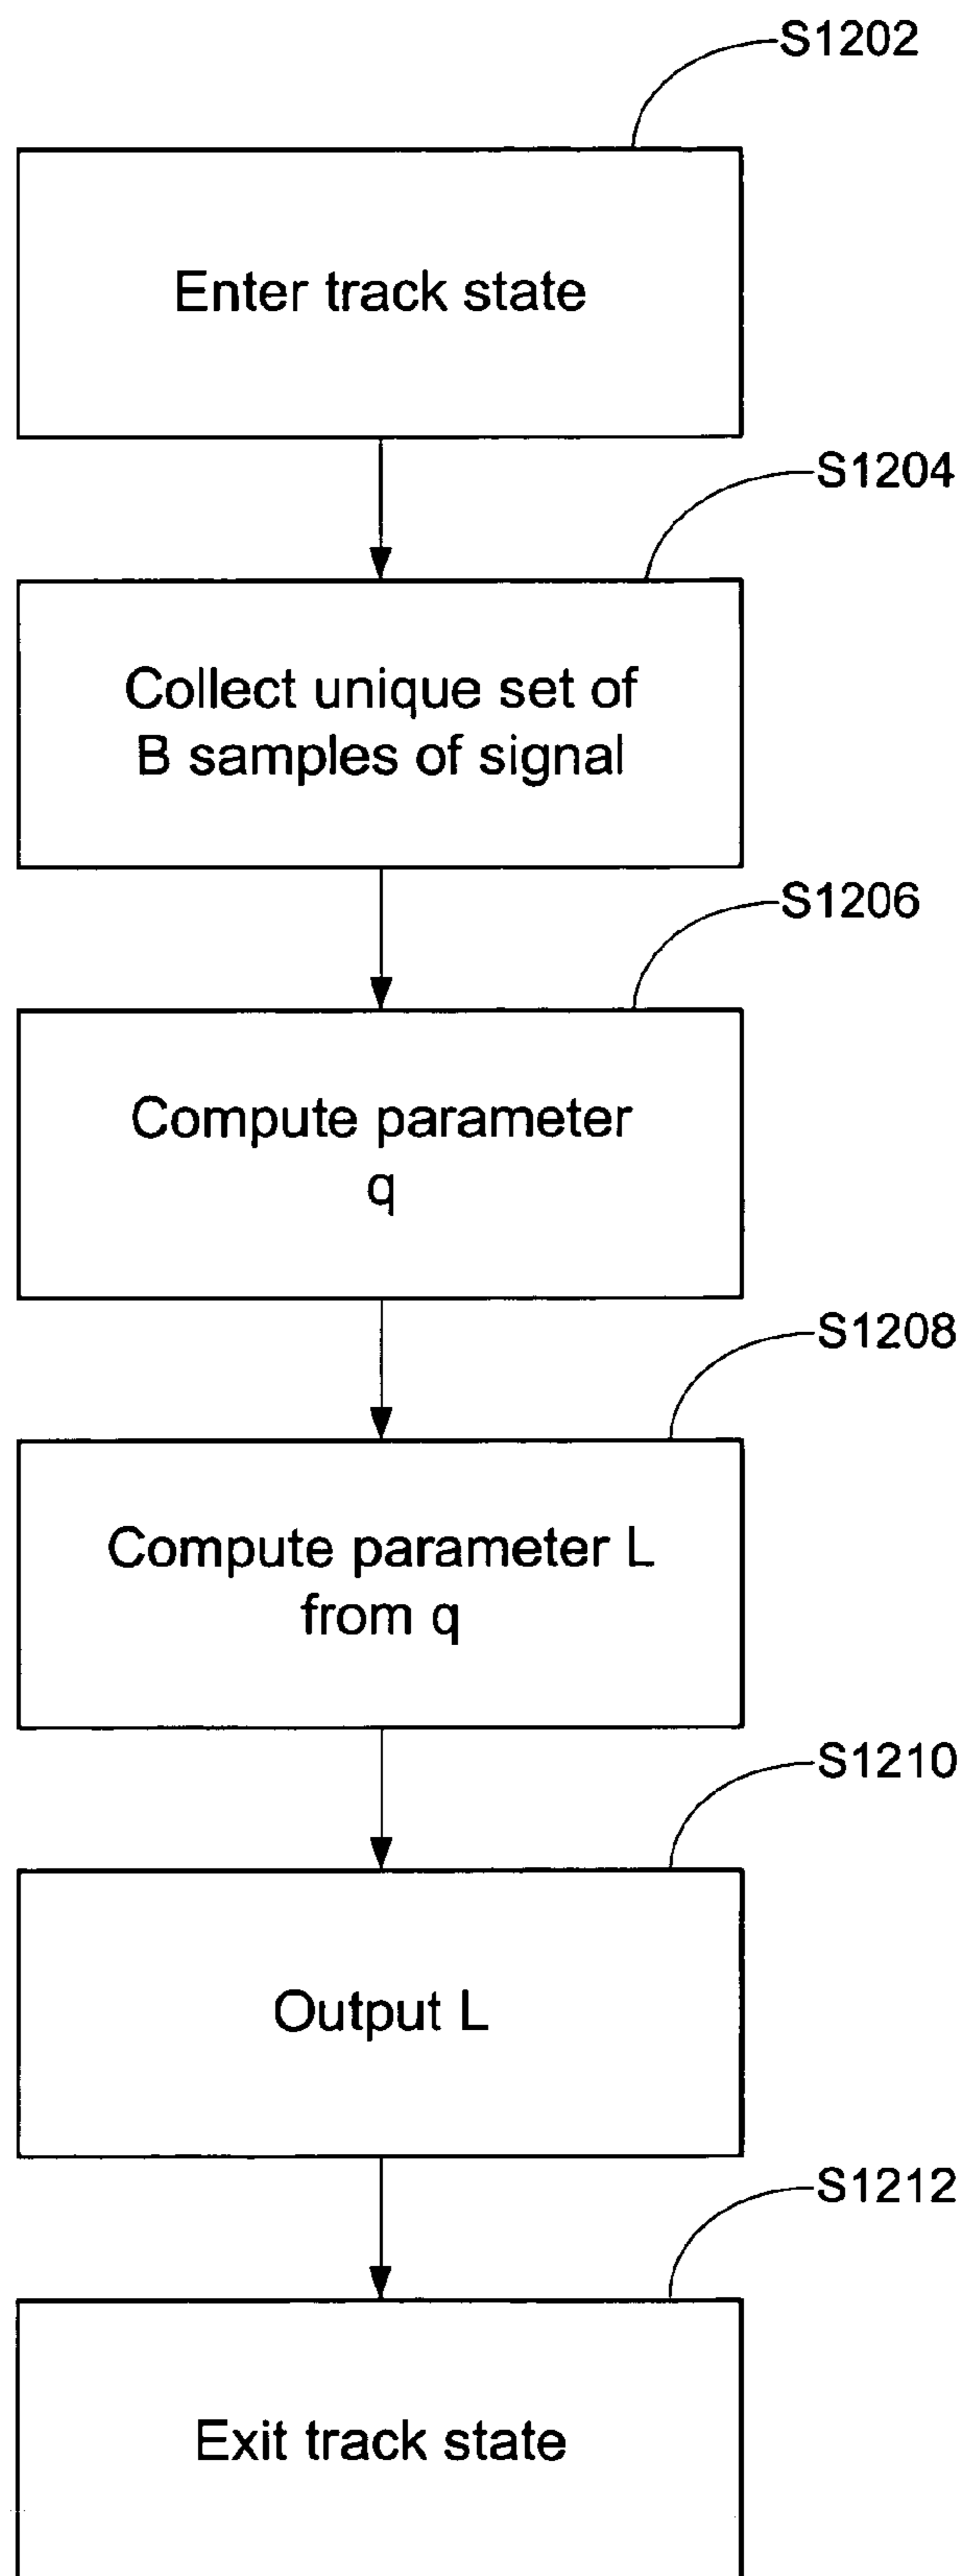 S1202
Enter track state
S1204
Collect unique set of
B samples of signal
S1206
Compute parameter
q
S1208
Compute parameter L
from q
S1210
Output L
S1212
Exit track state